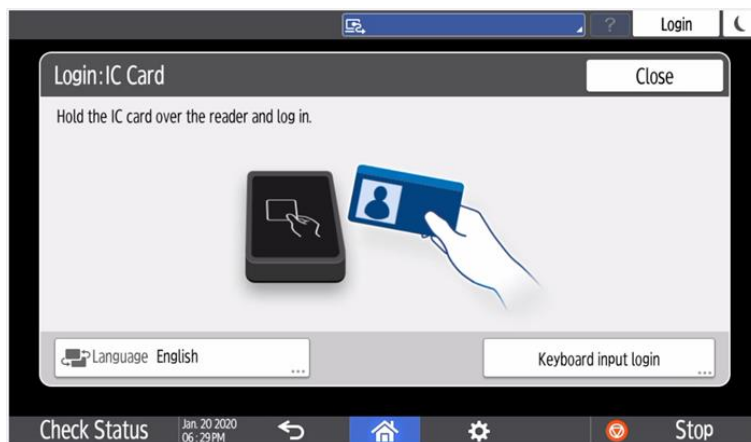 ? Login
Login:IC Card Close
Hold the IC card over the reader and log in.
Language English ... Keyboard input login ...
Check Status Jan. 20 2020 Stop
06:29PM